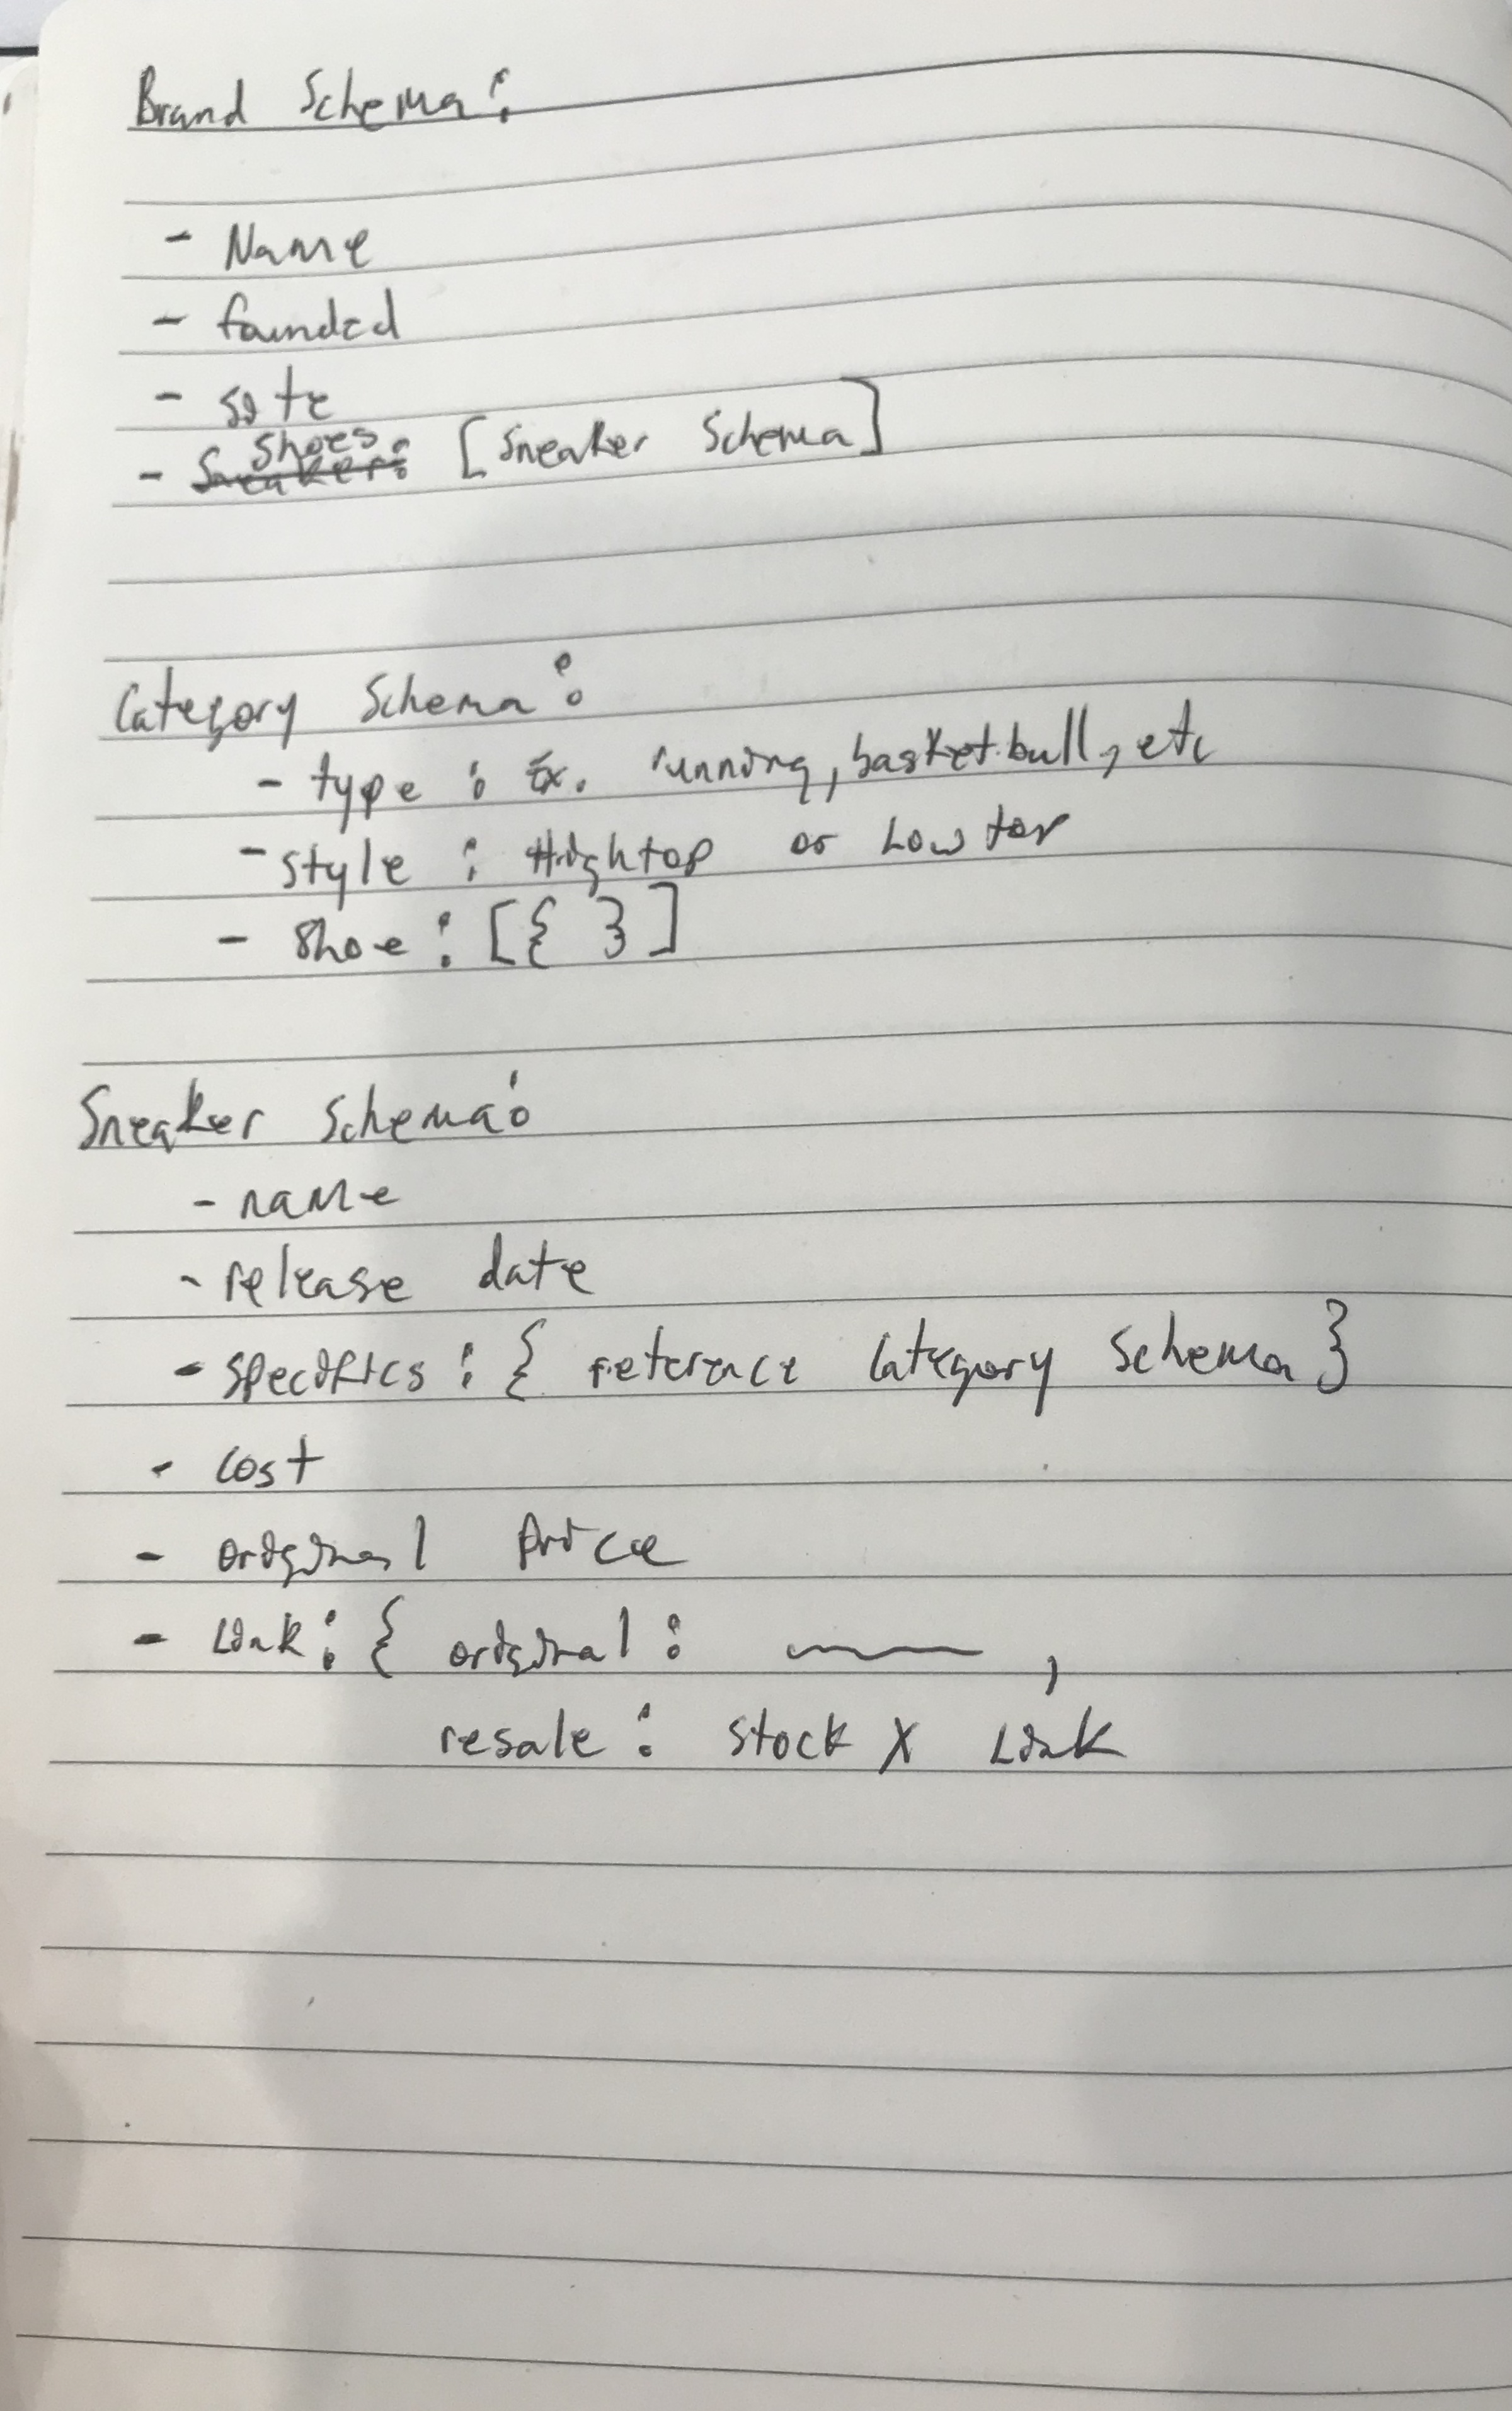 Brand Schema:
- Name
- founded
- site
- Shoes: [Sneaker Schema]
Category Schema:
- type : Ex. running, basketball, etc
- style : Hightop or Low top
- Shoe : [{ }]
Sneaker Schema:
- name
- release date
- specifics : { reference Category Schema }
- cost
- original Price
- Link : { original : ,
resale : stock X Link